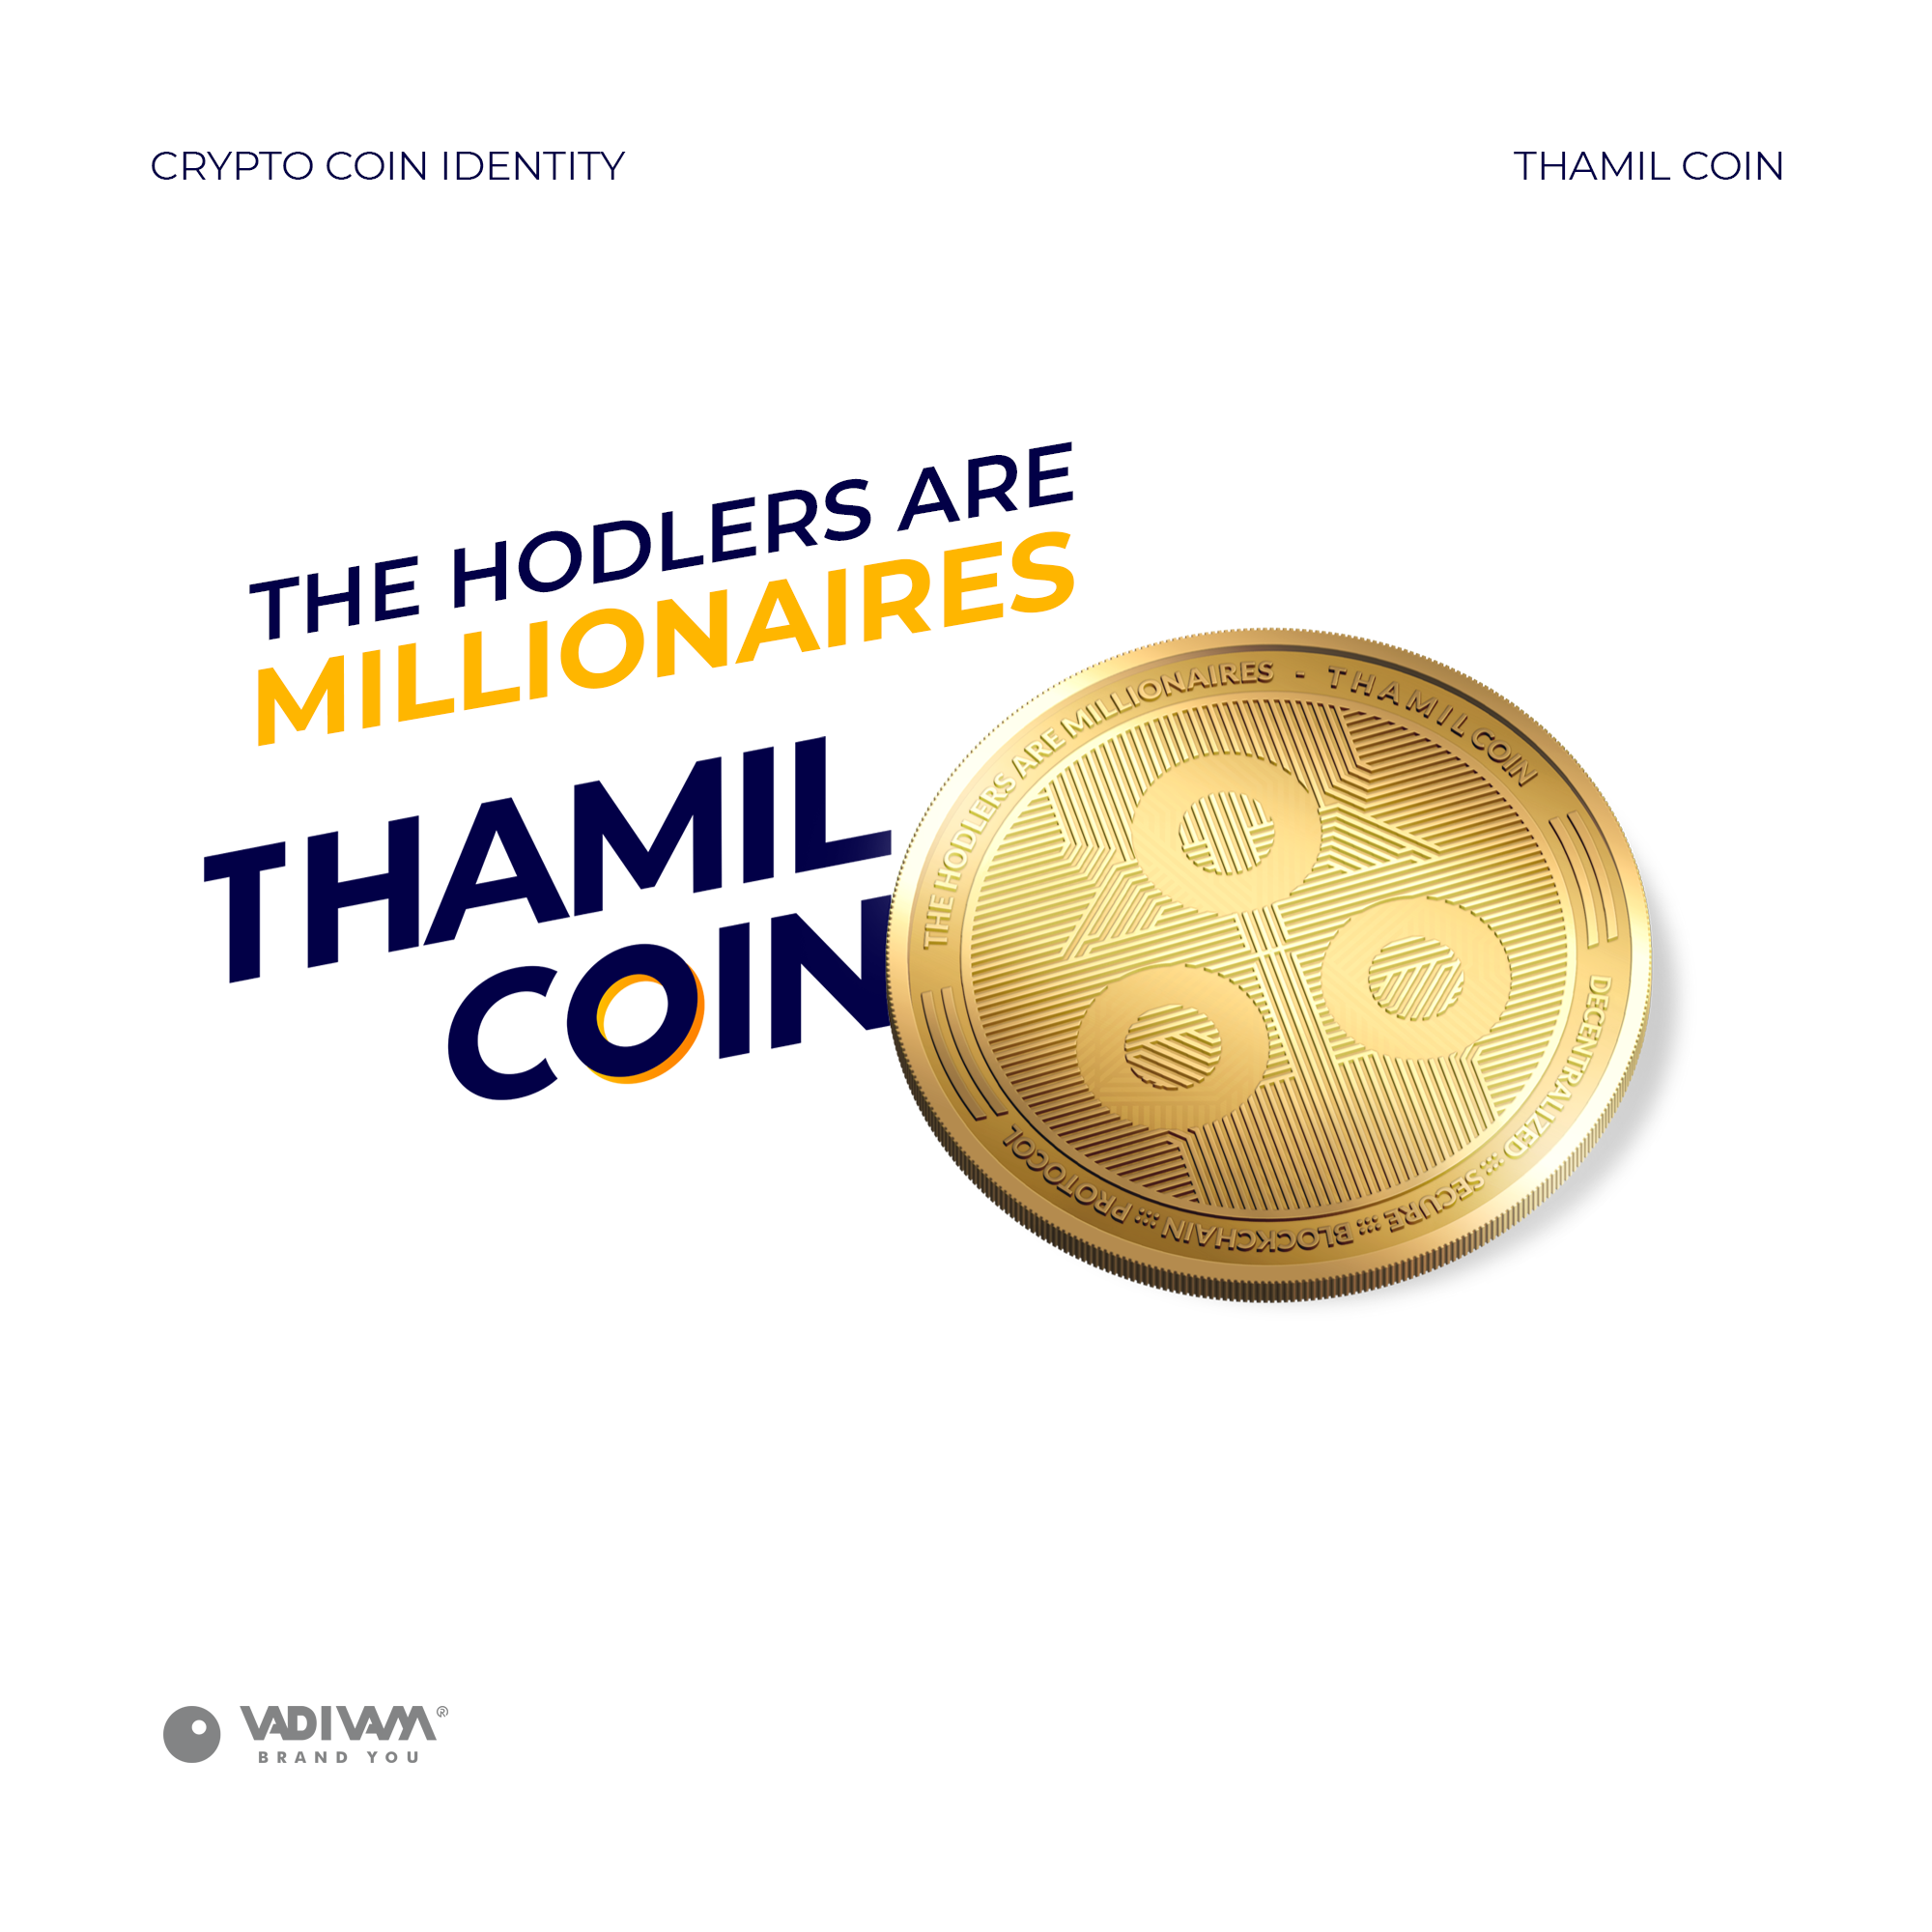 CRYPTO COIN IDENTITY
THAMIL COIN
THE HODLERS ARE
MILLIONAIRES
THAMIL
COIN
THE HODLERS ARE MILLIONAIRES - THAMIL COIN
DECENTRALIZED :::: SECURE :::: BLOCKCHAIN :::: PROTOCOL
VADIVAM®
BRAND YOU